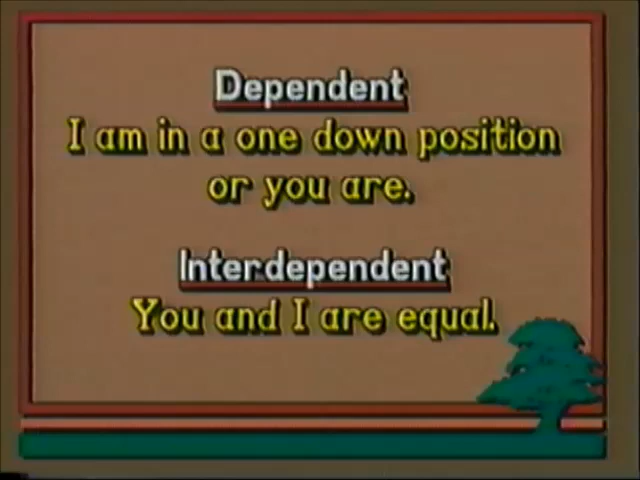 Dependent
I am in a one down position
or you are.
Interdependent
You and I are equal.